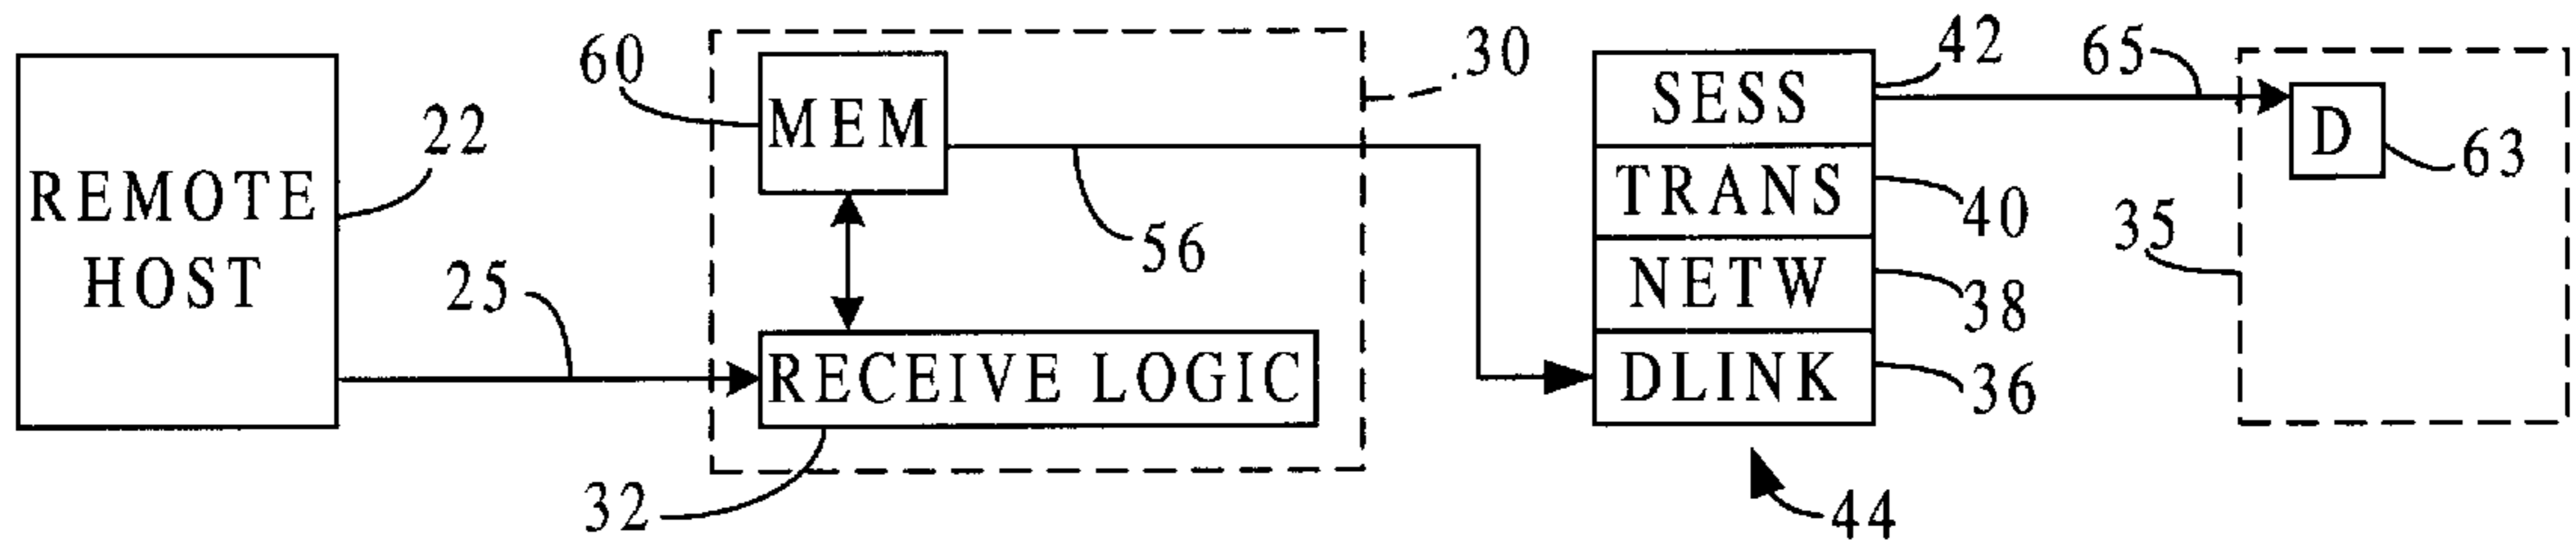 REMOTE
HOST
22
25
60
MEM
30
56
RECEIVE LOGIC
32
SESS
42
TRANS
40
NETW
38
DLINK
36
44
65
D
63
35